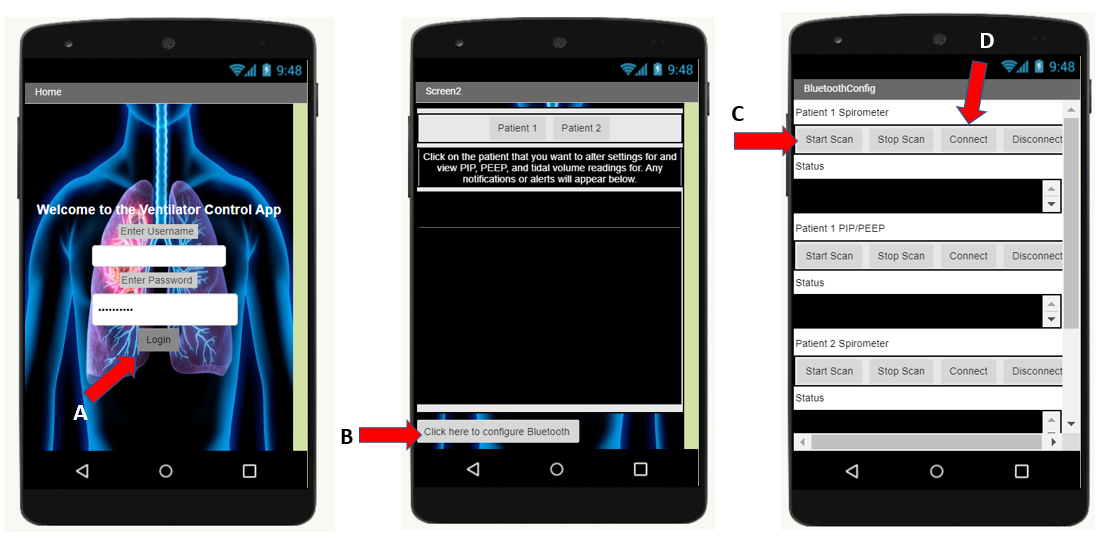 9:48
Home
Welcome to the Ventilator Control App
Enter Username
Enter Password
••••••••••
Login
A
9:48
Screen2
Patient 1 Patient 2
Click on the patient that you want to alter settings for and
view PIP, PEEP, and tidal volume readings for. Any
notifications or alerts will appear below.
B
Click here to configure Bluetooth
D
9:48
BluetoothConfig
C
Patient 1 Spirometer
Start Scan Stop Scan Connect Disconnect
Status
Patient 1 PIP/PEEP
Start Scan Stop Scan Connect Disconnect
Status
Patient 2 Spirometer
Start Scan Stop Scan Connect Disconnect
Status